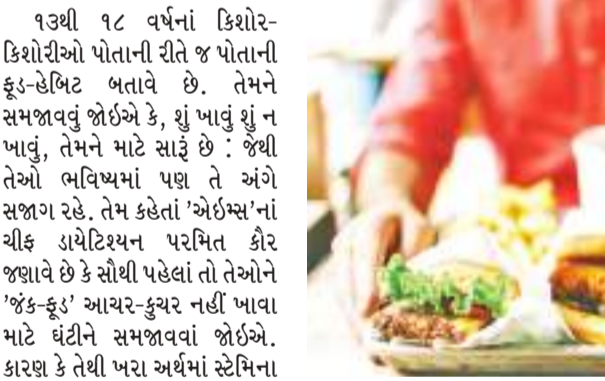 ૧૩થી ૧૮ વર્ષનાં કિશોર-
કિશોરીઓ પોતાની રીતે જ પોતાની
ફૂડ-હેબિટ બતાવે છે. તેમને
સમજાવવું જોઇએ કે, શું ખાવું શું ન
ખાવું, તેમને માટે સારૂં છે : જેથી
તેઓ ભવિષ્યમાં પણ તે અંગે
સજાગ રહે. તેમ કહેતાં 'એઇમ્સ'નાં
ચીફ ડાયેટિશ્યન પરમિત કૌર
જણાવે છે કે સૌથી પહેલાં તો તેઓને
'જંક-ફૂડ' આચર-કુચર નહીં ખાવા
માટે ઘંટીને સમજાવવાં જોઇએ.
કારણ કે તેથી ખરા અર્થમાં સ્ટેમિના